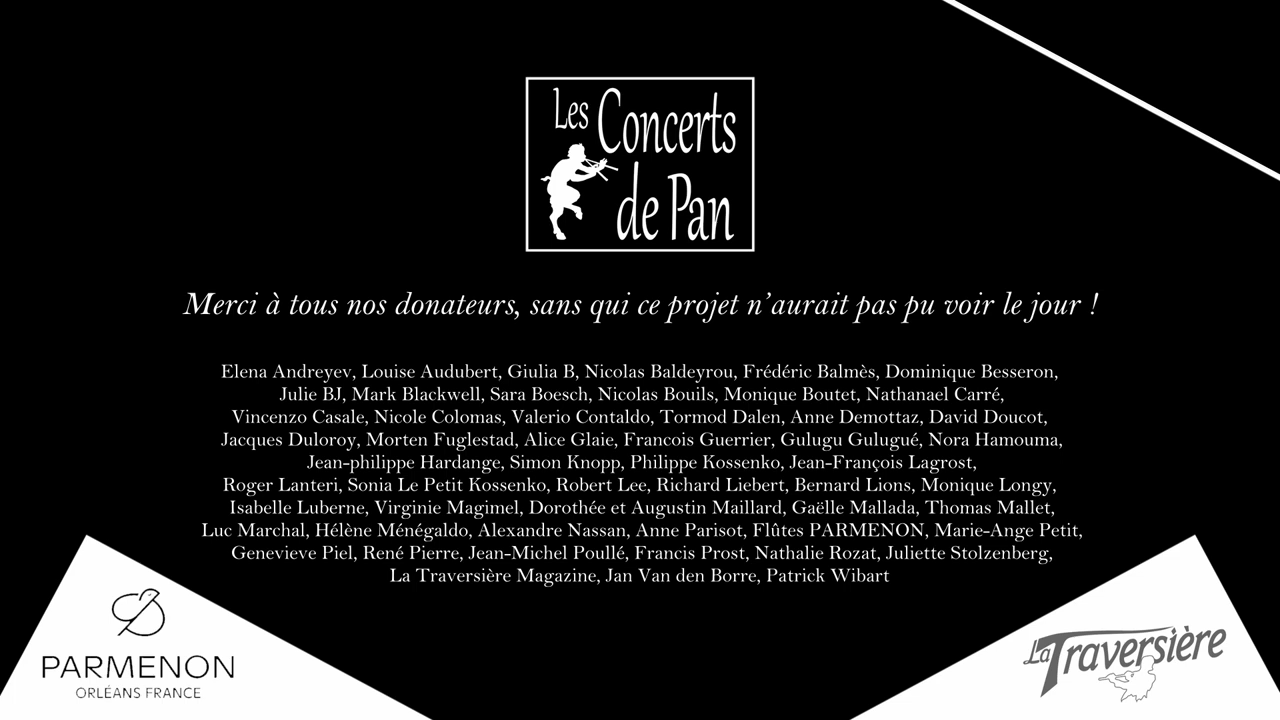 Les Concerts
de Pan
Merci à tous nos donateurs, sans qui ce projet n'aurait pas pu voir le jour !
Elena Andreyev, Louise Audubert, Giulia B, Nicolas Baldeyrou, Frédéric Balmès, Dominique Besseron,
Julie BJ, Mark Blackwell, Sara Boesch, Nicolas Bouils, Monique Boutet, Nathanael Carré,
Vincenzo Casale, Nicole Colomas, Valerio Contaldo, Tormod Dalen, Anne Demottaz, David Doucot,
Jacques Duloroy, Morten Fuglestad, Alice Glaie, Francois Guerrier, Gulugu Gulugué, Nora Hamouma,
Jean-philippe Hardange, Simon Knopp, Philippe Kossenko, Jean-François Lagrost,
Roger Lanteri, Sonia Le Petit Kossenko, Robert Lee, Richard Liebert, Bernard Lions, Monique Longy,
Isabelle Luberne, Virginie Magimel, Dorothée et Augustin Maillard, Gaëlle Mallada, Thomas Mallet,
Luc Marchal, Hélène Ménégaldo, Alexandre Nassan, Anne Parisot, Flûtes PARMENON, Marie-Ange Petit,
Genevieve Piel, René Pierre, Jean-Michel Poullé, Francis Prost, Nathalie Rozat, Juliette Stolzenberg,
La Traversière Magazine, Jan Van den Borre, Patrick Wibart
PARMENON
ORLÉANS FRANCE
La Traversière